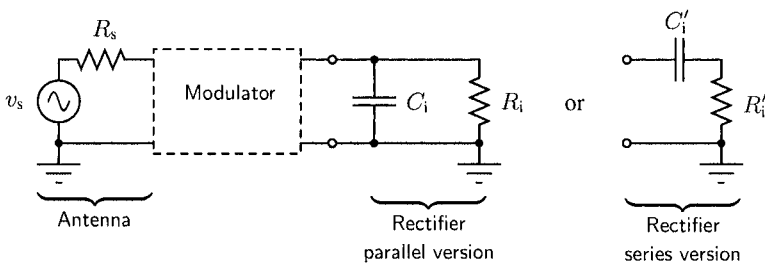 R_s
v_s
Modulator
C_i
R_i
or
C'_i
R'_i
Antenna
Rectifier
parallel version
Rectifier
series version